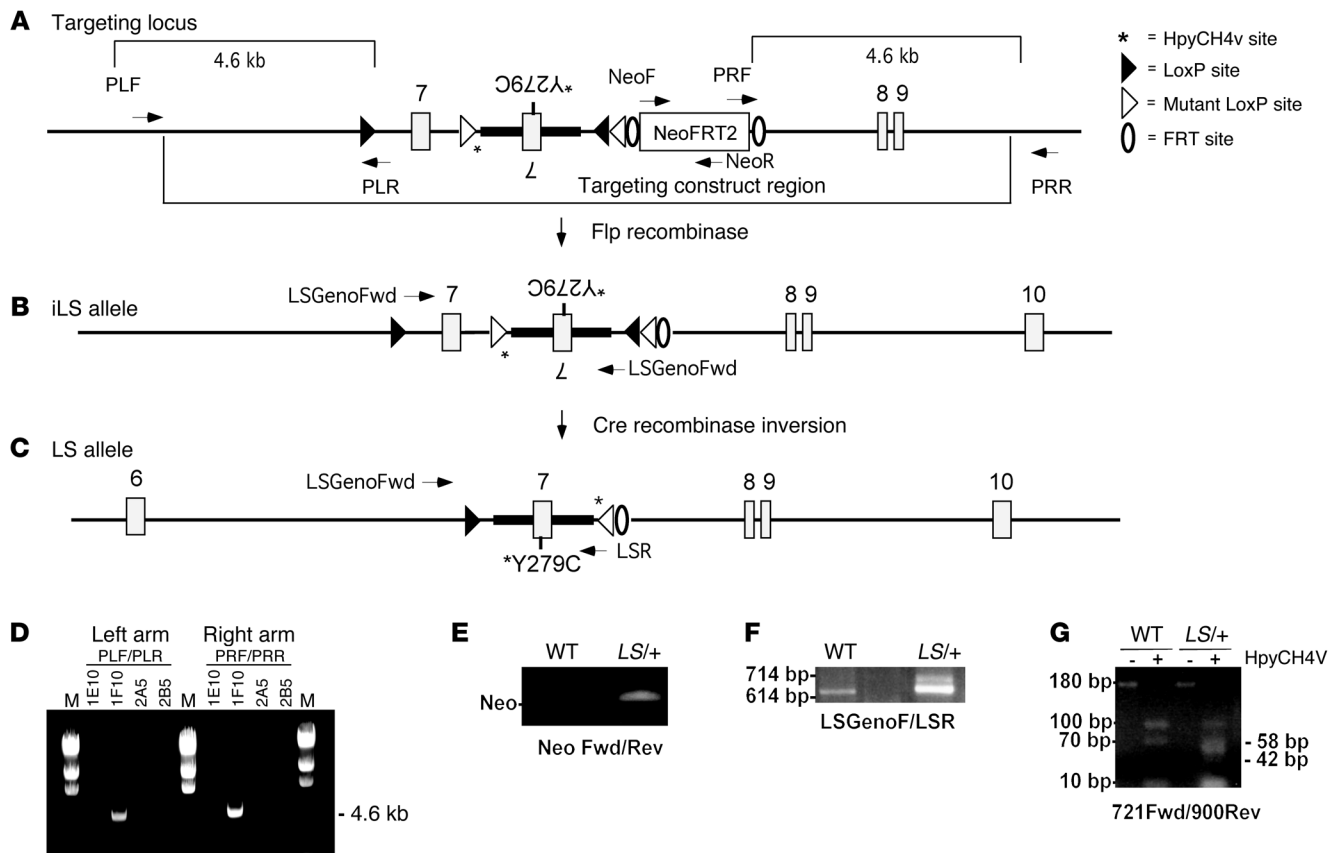 A Targeting locus
4.6 kb
4.6 kb
PLF
NeoF
PRF
7
*Y279C
8 9
NeoFRT2
7
PLR
NeoR
PRR
Targeting construct region
* = HpyCH4v site
= LoxP site
= Mutant LoxP site
= FRT site
*
Flp recombinase
B iLS allele
LSGenoFwd
7
*Y279C
8 9
10
*
7
LSGenoFwd
Cre recombinase inversion
C LS allele
6
LSGenoFwd
7
*
8 9
10
LSR
*Y279C
D
Left arm
Right arm
PLF/PLR
PRF/PRR
M 1E10 1F10 2A5 2B5 M 1E10 1F10 2A5 2B5 M
- 4.6 kb
E
WT LS/+
Neo-
Neo Fwd/Rev
F
WT LS/+
714 bp-
614 bp-
LSGenoF/LSR
G
WT LS/+
- + - + HpyCH4V
180 bp-
100 bp-
70 bp-
10 bp-
- 58 bp
- 42 bp
721Fwd/900Rev